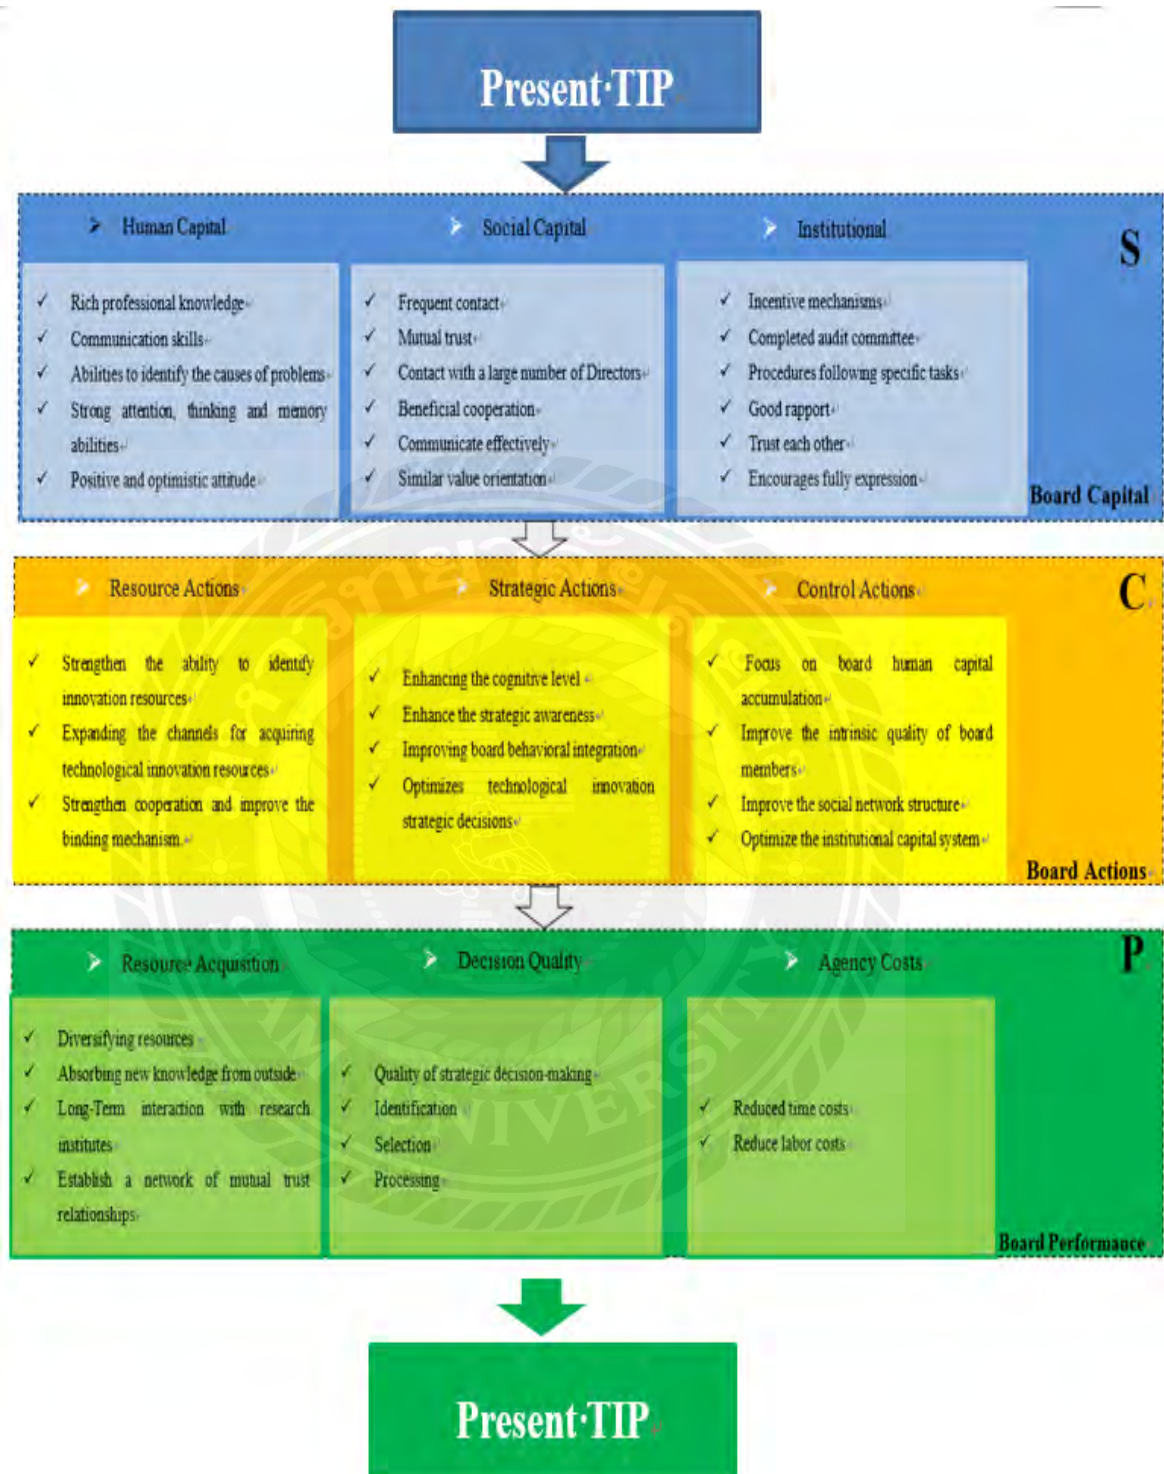 Present·TIP
➢ Human Capital
➢ Social Capital
➢ Institutional
S
✓ Rich professional knowledge
✓ Communication skills
✓ Abilities to identify the causes of problems
✓ Strong attention, thinking and memory
abilities
✓ Positive and optimistic attitude
✓ Frequent contact
✓ Mutual trust
✓ Contact with a large number of Directors
✓ Beneficial cooperation
✓ Communicate effectively
✓ Similar value orientation
✓ Incentive mechanisms
✓ Completed audit committee
✓ Procedures following specific tasks
✓ Good rapport
✓ Trust each other
✓ Encourages fully expression
Board Capital
➢ Resource Actions
➢ Strategic Actions
➢ Control Actions
C
✓ Strengthen the ability to identify
innovation resources
✓ Expanding the channels for acquiring
technological innovation resources
✓ Strengthen cooperation and improve the
binding mechanism.
✓ Enhancing the cognitive level
✓ Enhance the strategic awareness
✓ Improving board behavioral integration
✓ Optimizes technological innovation
strategic decisions
✓ Focus on board human capital
accumulation
✓ Improve the intrinsic quality of board
members
✓ Improve the social network structure
✓ Optimize the institutional capital system
Board Actions
➢ Resource Acquisition
➢ Decision Quality
➢ Agency Costs
P
✓ Diversifying resources
✓ Absorbing new knowledge from outside
✓ Long-Term interaction with research
institutes
✓ Establish a network of mutual trust
relationships
✓ Quality of strategic decision-making
✓ Identification
✓ Selection
✓ Processing
✓ Reduced time costs
✓ Reduce labor costs
Board Performance
Present·TIP
SIAM UNIVERSITY